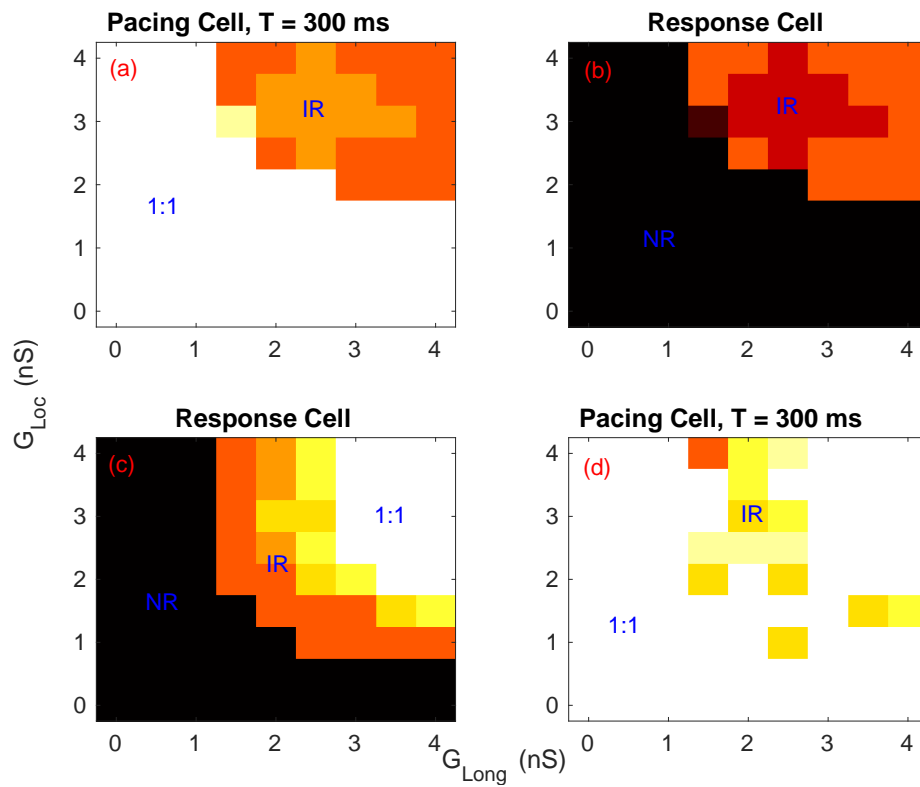 Pacing Cell, T = 300 ms
Response Cell
(a)
IR
1:1
4
3
2
1
0
0 1 2 3 4
(b)
IR
NR
4
3
2
1
0
0 1 2 3 4
G_Loc (nS)
Response Cell
Pacing Cell, T = 300 ms
(c)
1:1
IR
NR
4
3
2
1
0
0 1 2 3 4
(d)
IR
1:1
4
3
2
1
0
0 1 2 3 4
G_Long (nS)